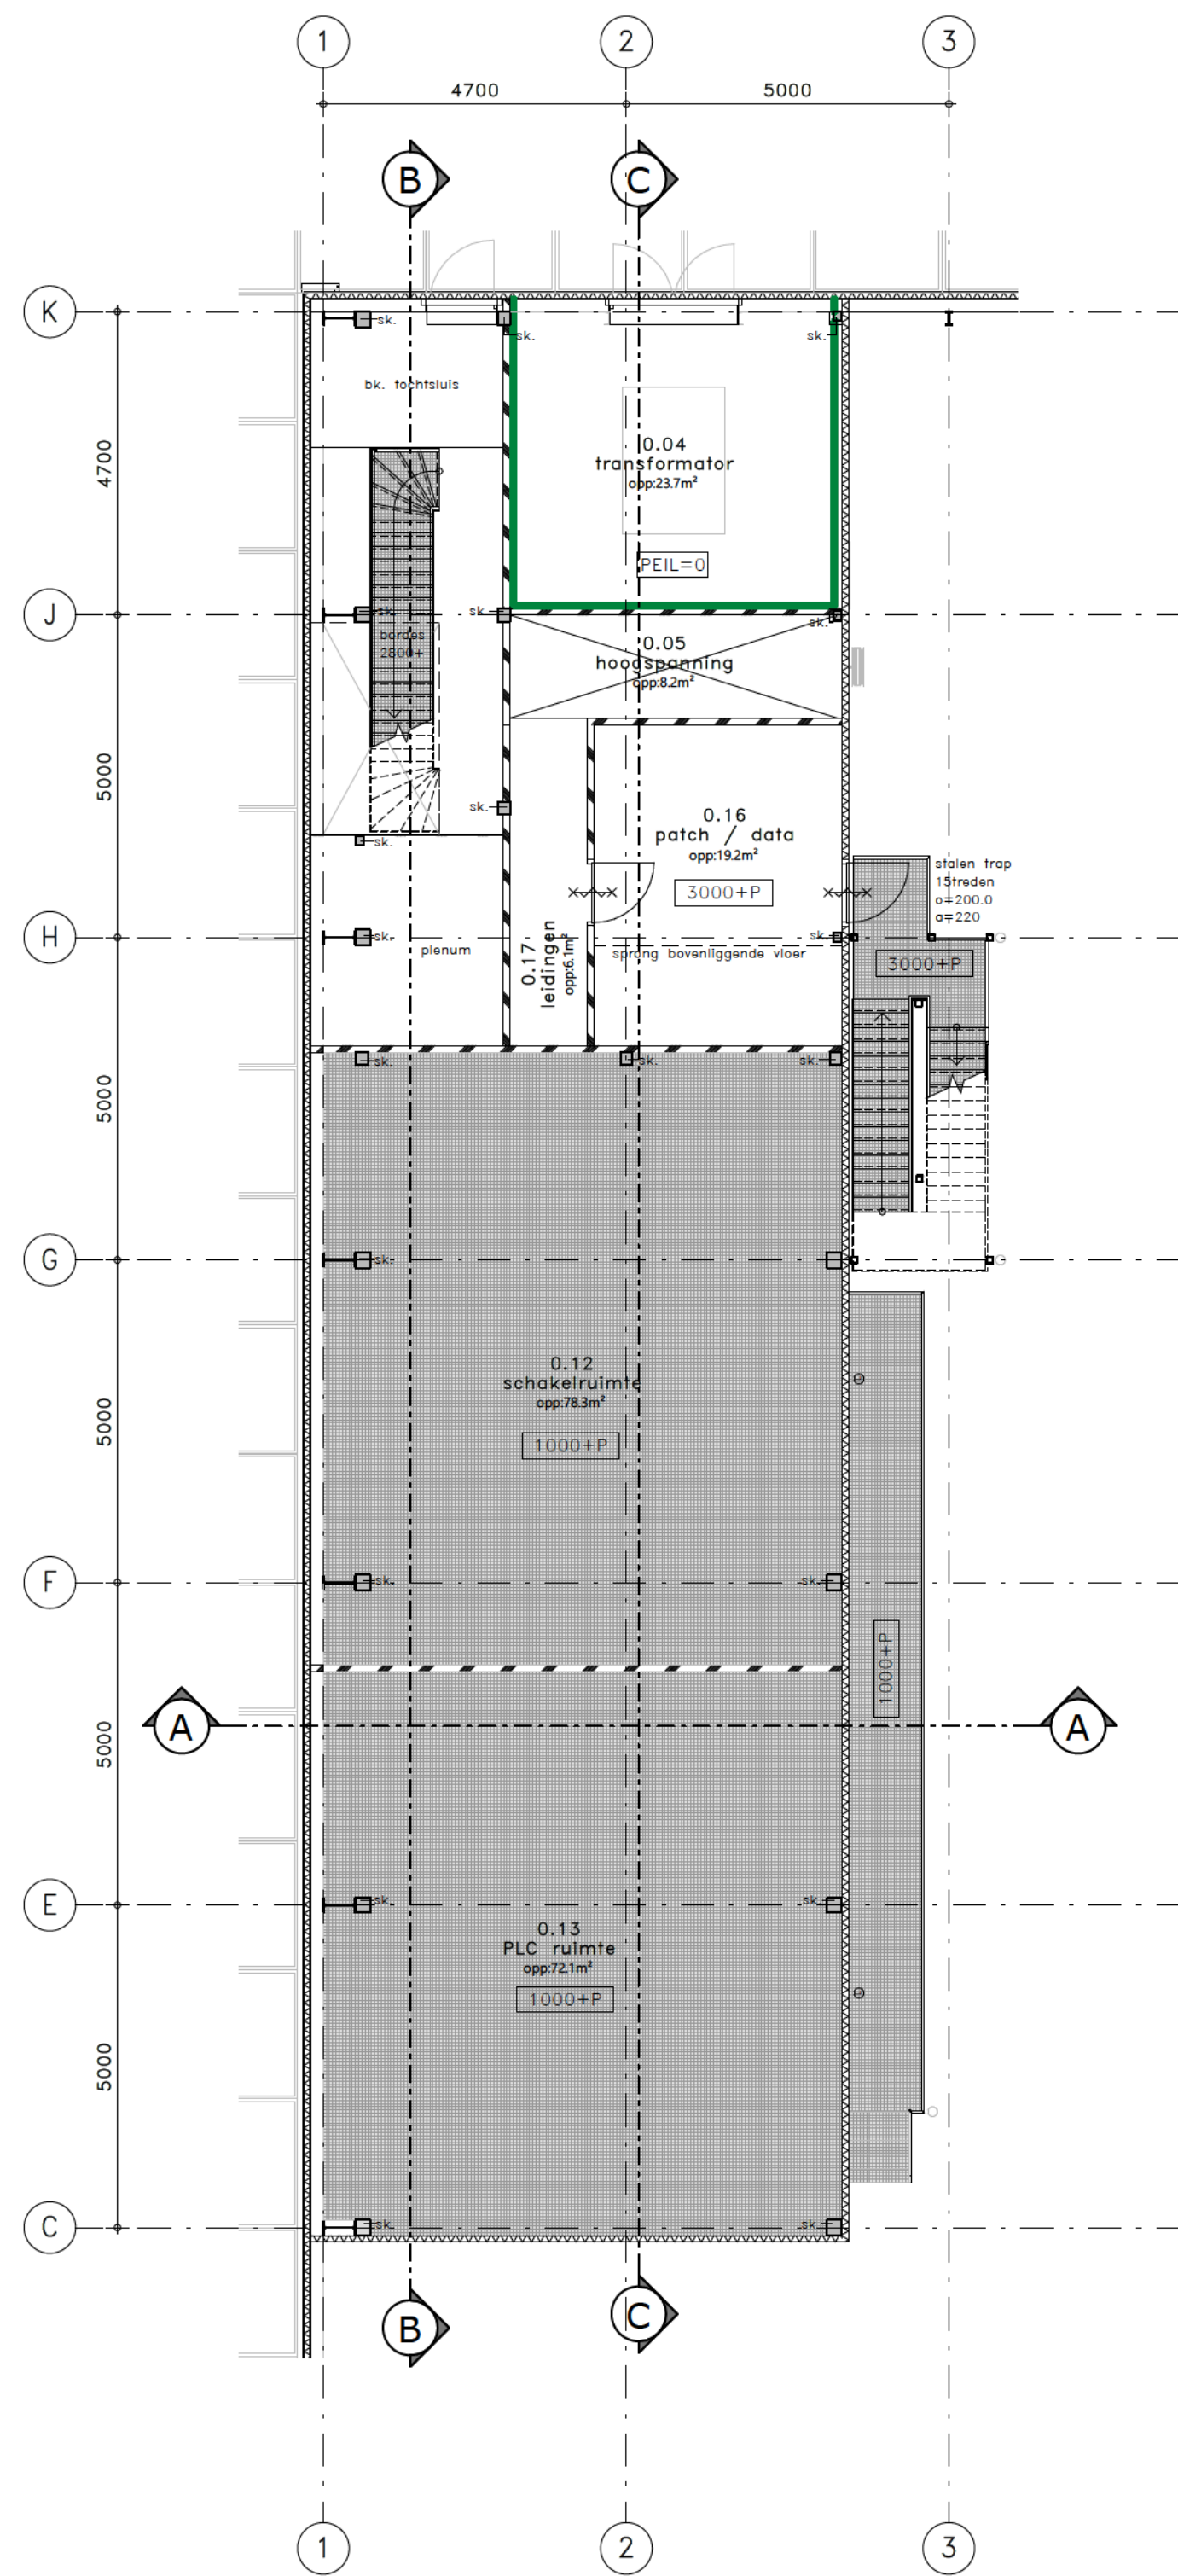 1
2
3
4700
5000
B
C
K
sk.
sk.
sk.
bk. tochtsluis
4700
0.04
transformator
opp:23.7m²
PEIL=0
J
sk.
sk.
sk.
bordes
2800+
0.05
hoogspanning
opp:8.2m²
5000
sk.
sk.
0.16
patch / data
opp:19.2m²
3000+P
stalen trap
15treden
o=200.0
a=220
H
sk.
plenum
0.17
leidingen
opp:6.1m²
sk.
sprong bovenliggende vloer
3000+P
sk.
sk.
sk.
5000
G
sk.
0.12
schakelruimte
opp:78.3m²
1000+P
5000
F
sk.
sk.
1000+P
A
A
5000
E
sk.
sk.
0.13
PLC ruimte
opp:72.1m²
1000+P
5000
C
sk.
sk.
B
C
1
2
3